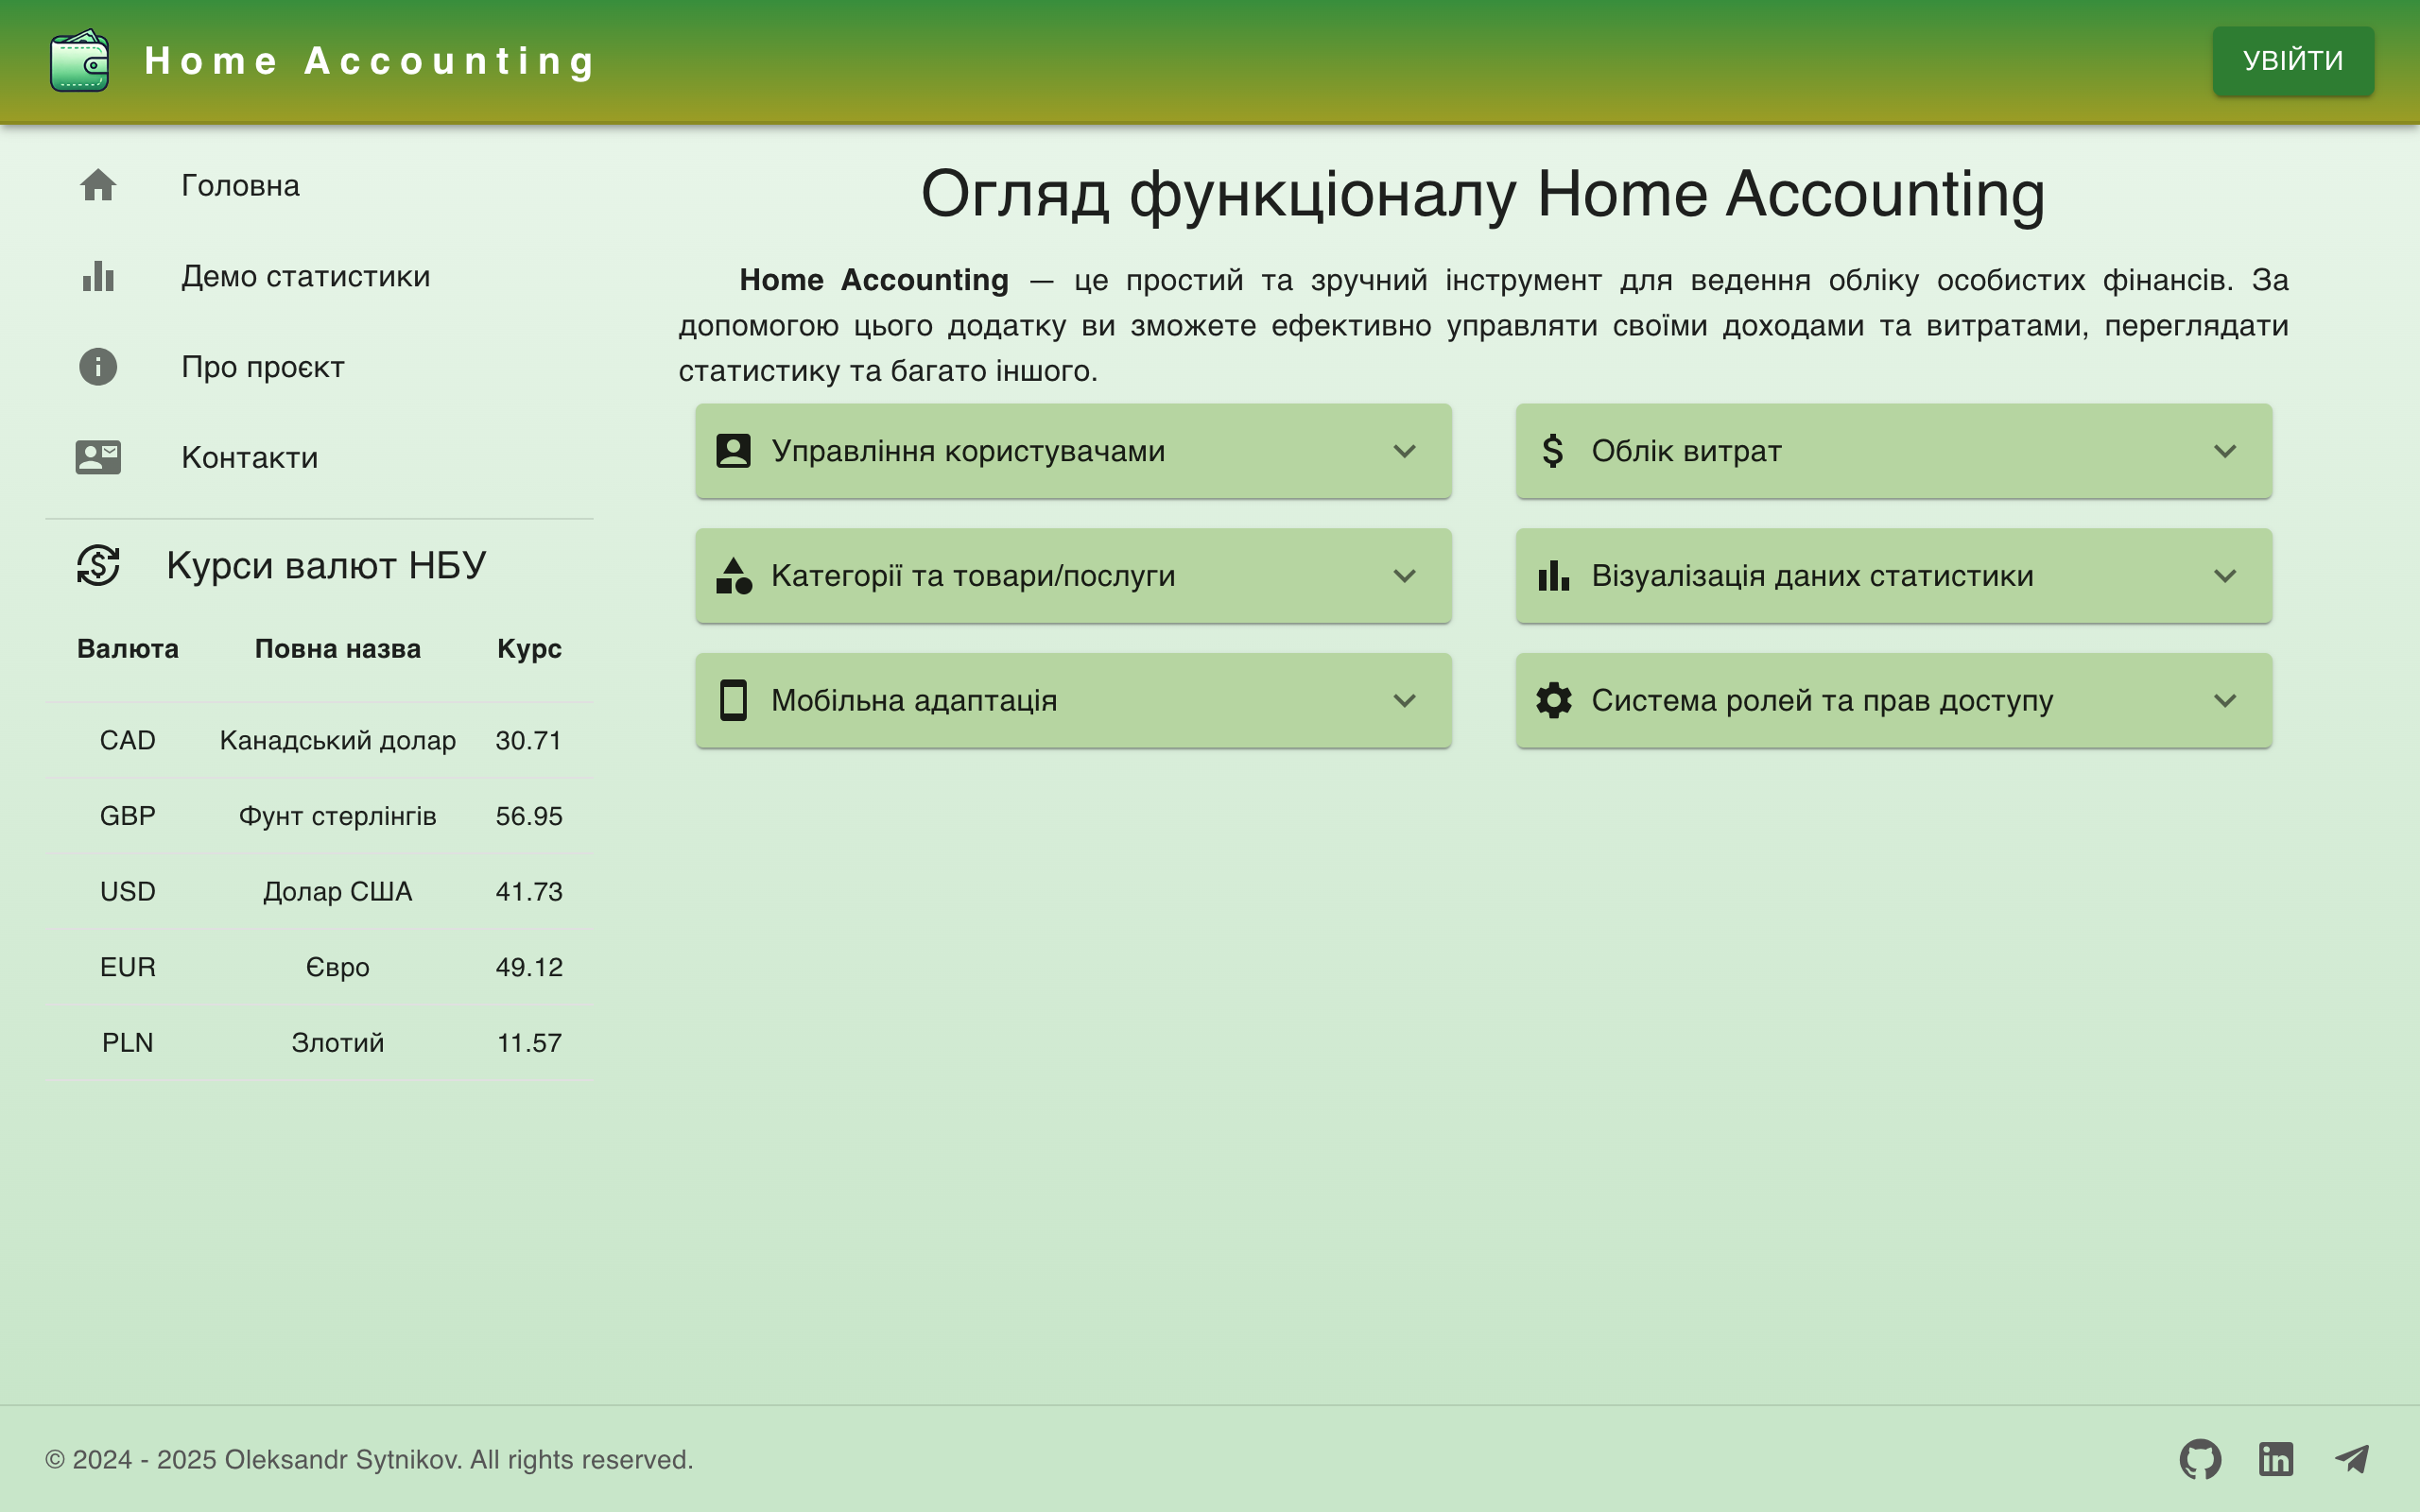 Home Accounting
УВІЙТИ
Головна
Демо статистики
Про проєкт
Контакти
Курси валют НБУ
Валюта Повна назва Курс
CAD Канадський долар 30.71
GBP Фунт стерлінгів 56.95
USD Долар США 41.73
EUR Євро 49.12
PLN Злотий 11.57
Огляд функціоналу Home Accounting
Home Accounting — це простий та зручний інструмент для ведення обліку особистих фінансів. За
допомогою цього додатку ви зможете ефективно управляти своїми доходами та витратами, переглядати
статистику та багато іншого.
Управління користувачами
Облік витрат
Категорії та товари/послуги
Візуалізація даних статистики
Мобільна адаптація
Система ролей та прав доступу
© 2024 - 2025 Oleksandr Sytnikov. All rights reserved.